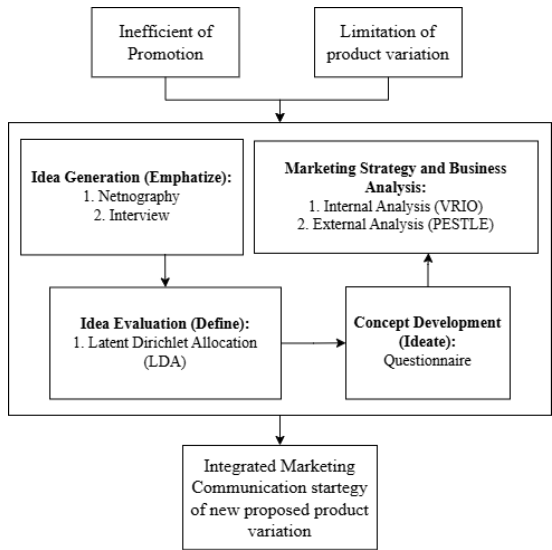 Inefficient of
Promotion
Limitation of
product variation
Idea Generation (Emphatize):
1. Netnography
2. Interview
Marketing Strategy and Business
Analysis:
1. Internal Analysis (VRIO)
2. External Analysis (PESTLE)
Idea Evaluation (Define):
1. Latent Dirichlet Allocation
(LDA)
Concept Development
(Ideate):
Questionnaire
Integrated Marketing
Communication startegy
of new proposed product
variation